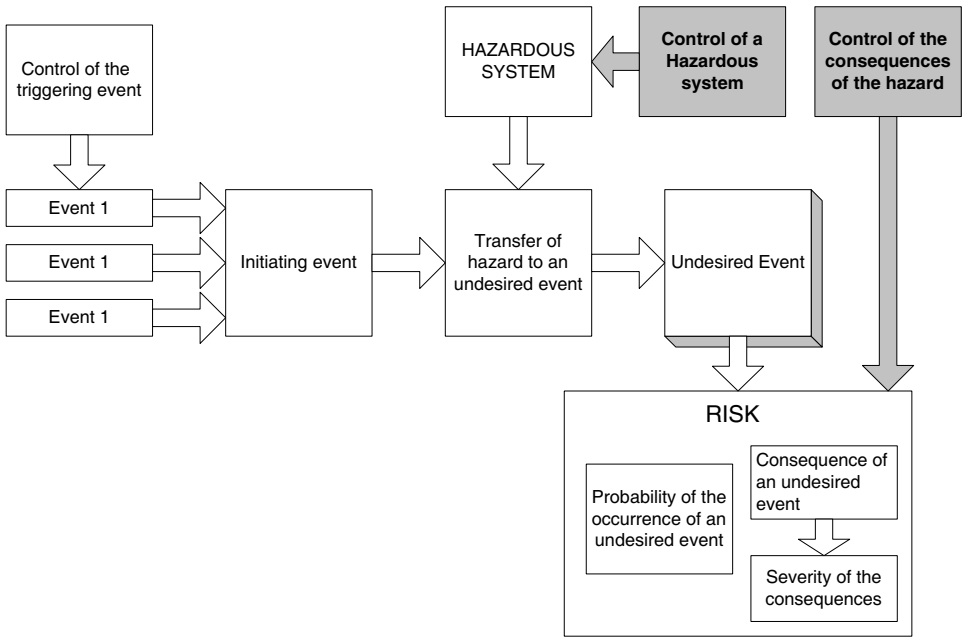 Control of the
triggering event
HAZARDOUS
SYSTEM
Control of a
Hazardous
system
Control of the
consequences
of the hazard
Event 1
Event 1
Event 1
Initiating event
Transfer of
hazard to an
undesired event
Undesired Event
RISK
Probability of the
occurrence of an
undesired event
Consequence of
an undesired
event
Severity of the
consequences